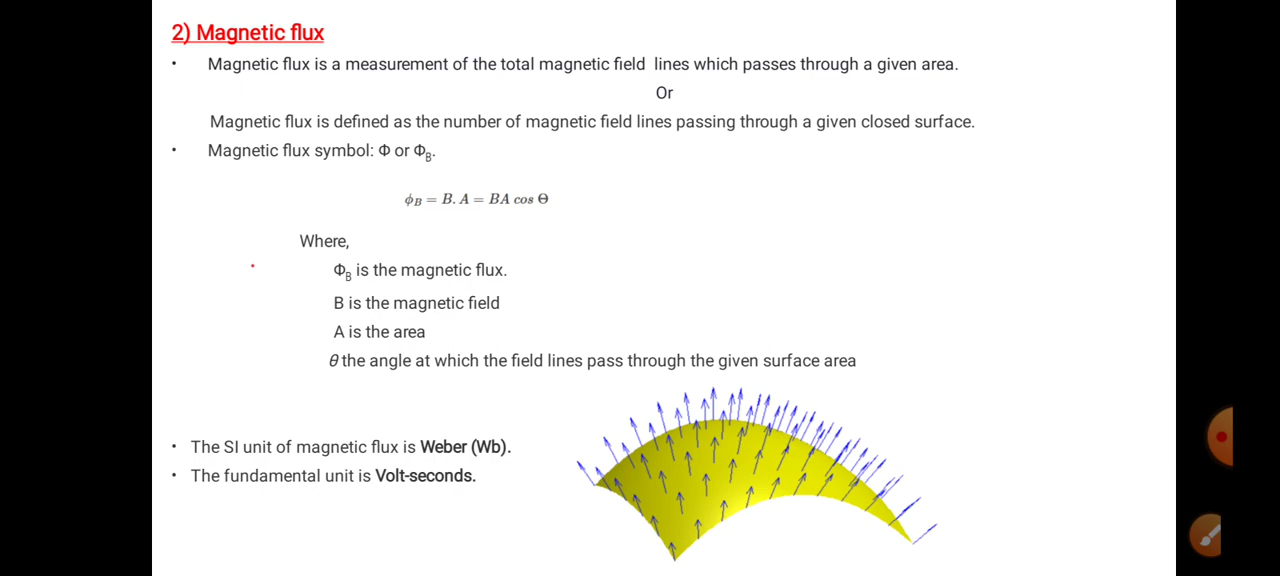 2) Magnetic flux
• Magnetic flux is a measurement of the total magnetic field lines which passes through a given area.
Or
Magnetic flux is defined as the number of magnetic field lines passing through a given closed surface.
• Magnetic flux symbol: Φ or Φ_B.
ϕ_B = B. A = BA cos Θ
Where,
Φ_B is the magnetic flux.
B is the magnetic field
A is the area
θ the angle at which the field lines pass through the given surface area
• The SI unit of magnetic flux is Weber (Wb).
• The fundamental unit is Volt-seconds.